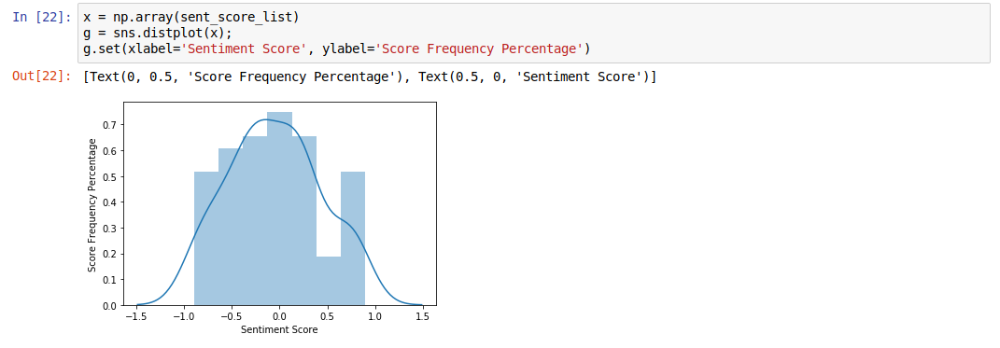 In [22]: x = np.array(sent_score_list)
g = sns.distplot(x);
g.set(xlabel='Sentiment Score', ylabel='Score Frequency Percentage')
Out[22]: [Text(0, 0.5, 'Score Frequency Percentage'), Text(0.5, 0, 'Sentiment Score')]
Score Frequency Percentage
0.7
0.6
0.5
0.4
0.3
0.2
0.1
0.0
−1.5 −1.0 −0.5 0.0 0.5 1.0 1.5
Sentiment Score